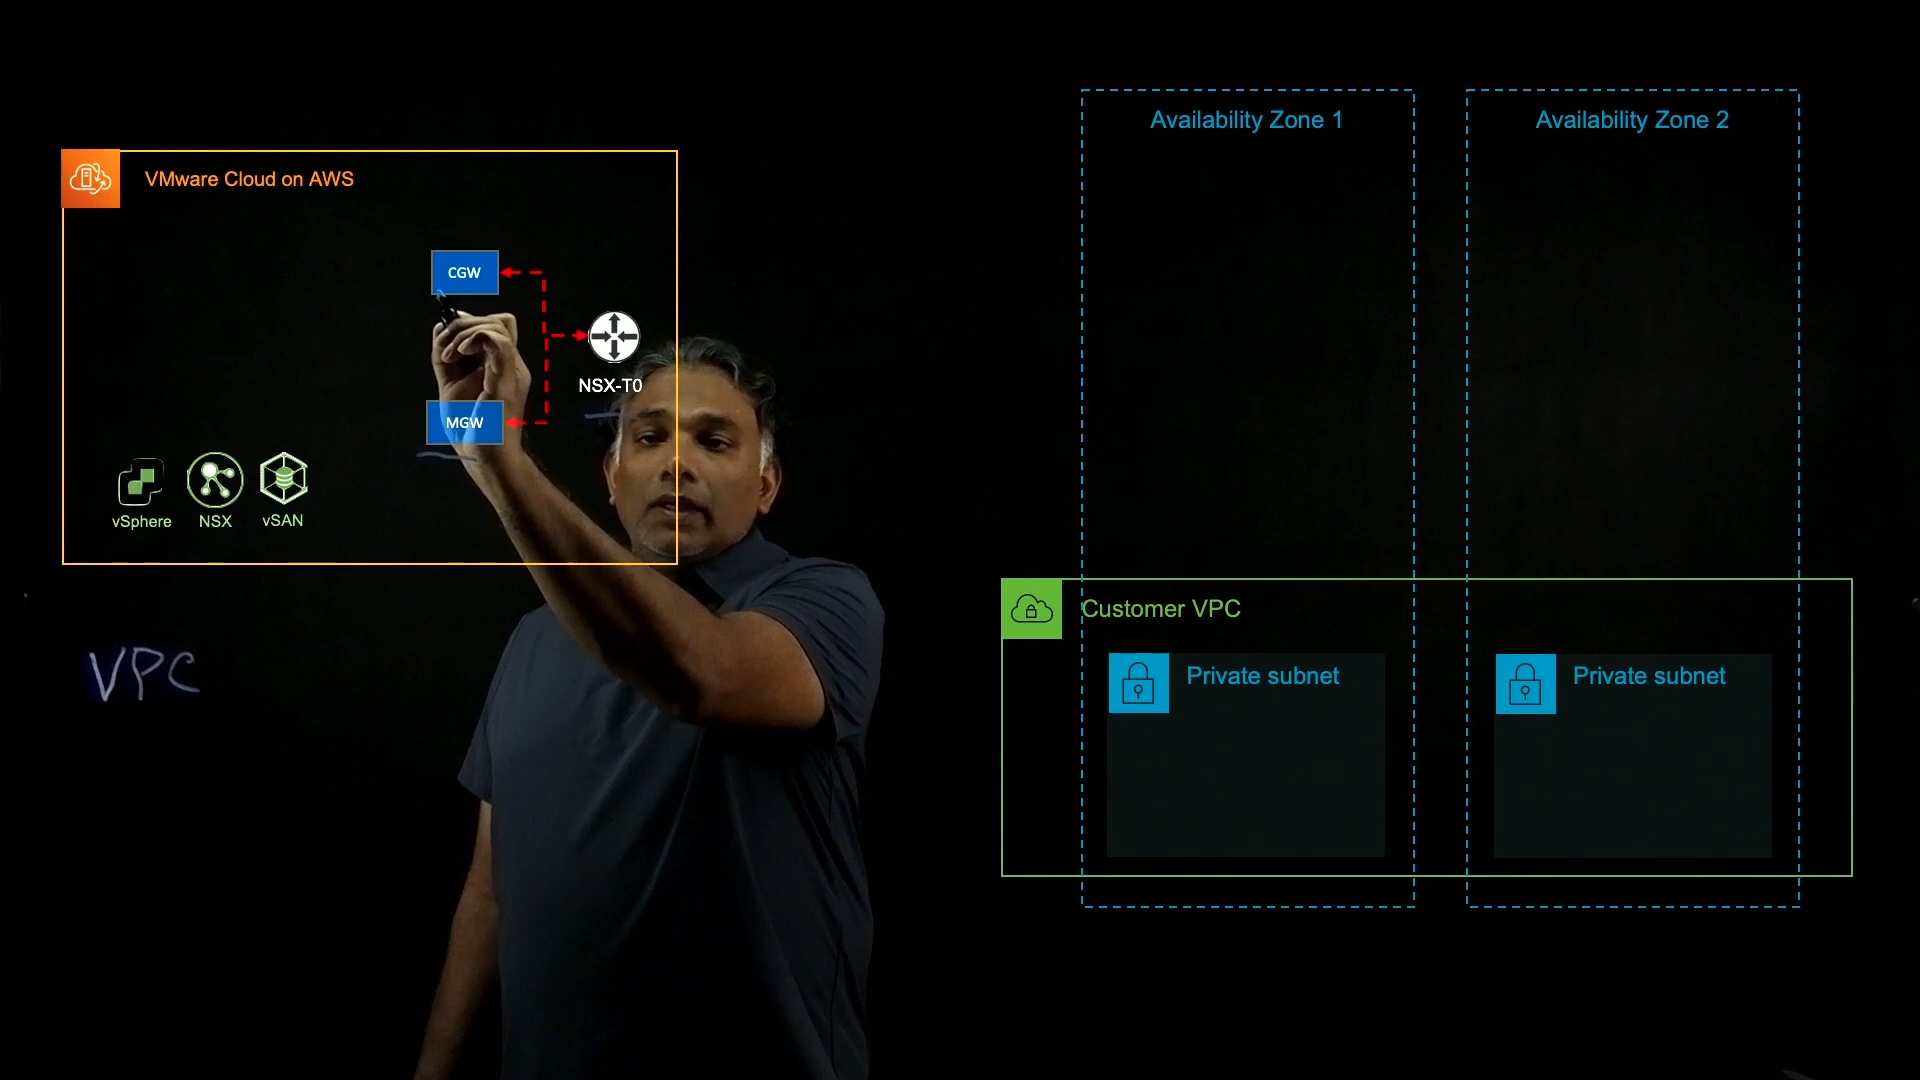 Availability Zone 1
Availability Zone 2
VMware Cloud on AWS
CGW
NSX-T0
MGW
vSphere
NSX
vSAN
Customer VPC
VPC
Private subnet
Private subnet